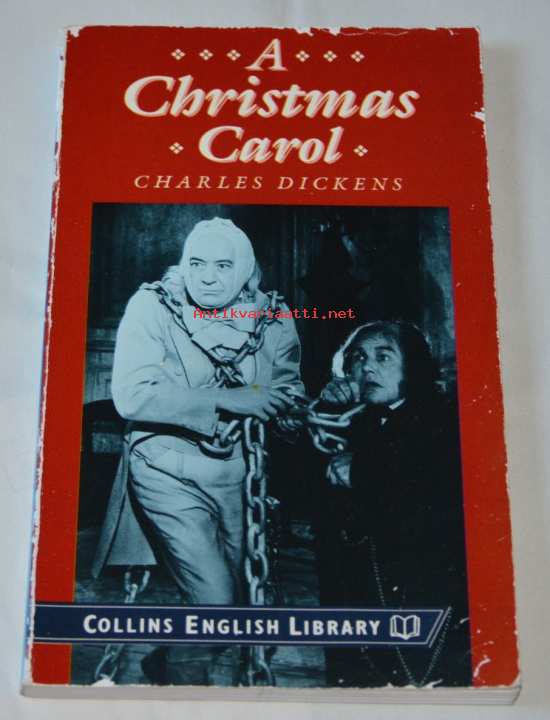 A
Christmas
Carol
CHARLES DICKENS
Antikvariaatti.net
COLLINS ENGLISH LIBRARY